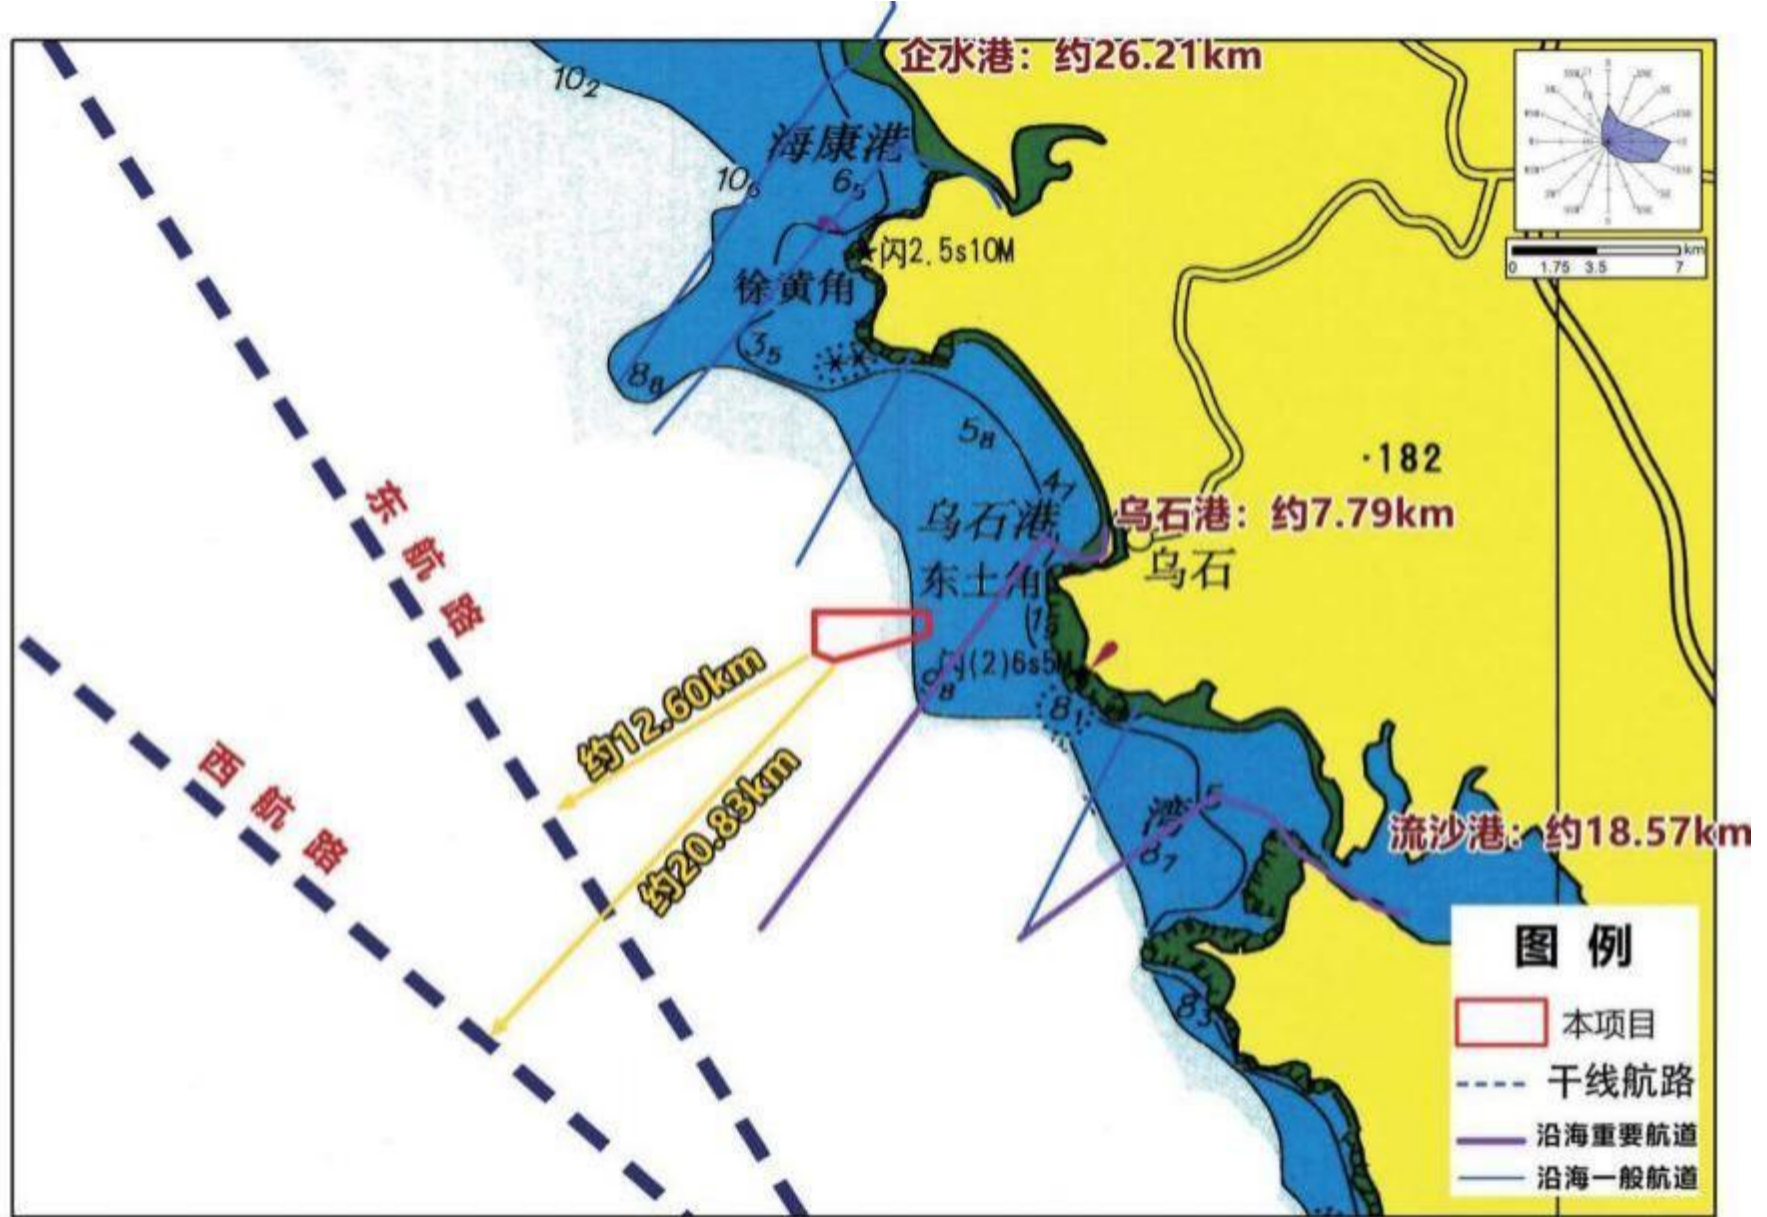 企水港：约26.21km
10₂
海康港
10₆
6₅
闪2.5s10M
km
0 1.75 3.5 7
徐黄角
3₅
8₈
5₈
·182
4₇
东航路
乌石港
乌石港：约7.79km
东土角
乌石
1₅
闪(2)6s5M
约12.60km
8₁
西航路
约20.83km
湾
8₇
流沙港：约18.57km
图 例
8₃
本项目
干线航路
沿海重要航道
沿海一般航道